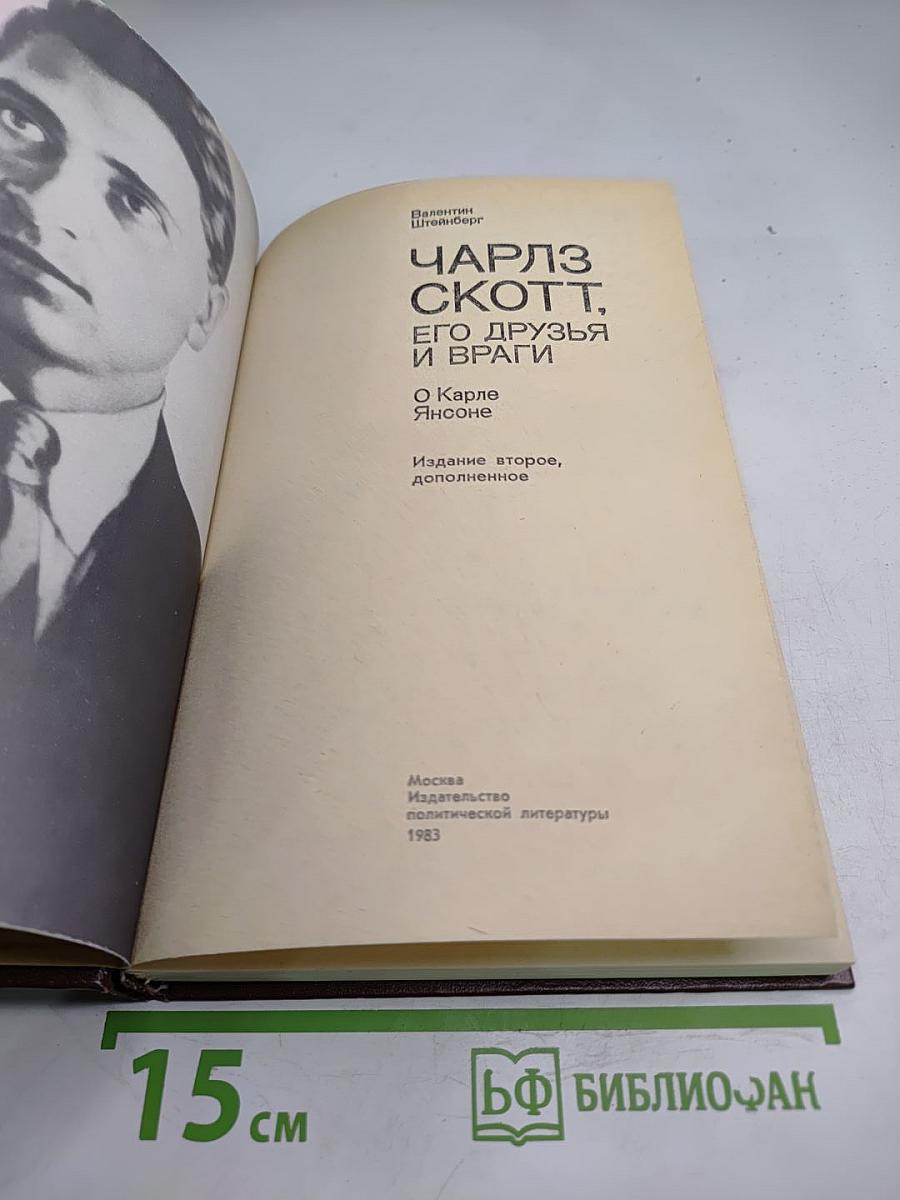 Валентин
Штейнберг
ЧАРЛЗ
СКОТТ,
ЕГО ДРУЗЬЯ
И ВРАГИ
О Карле
Янсоне
Издание второе,
дополненное
Москва
Издательство
политической литературы
1983
15 см
БФ БИБЛИОФАН